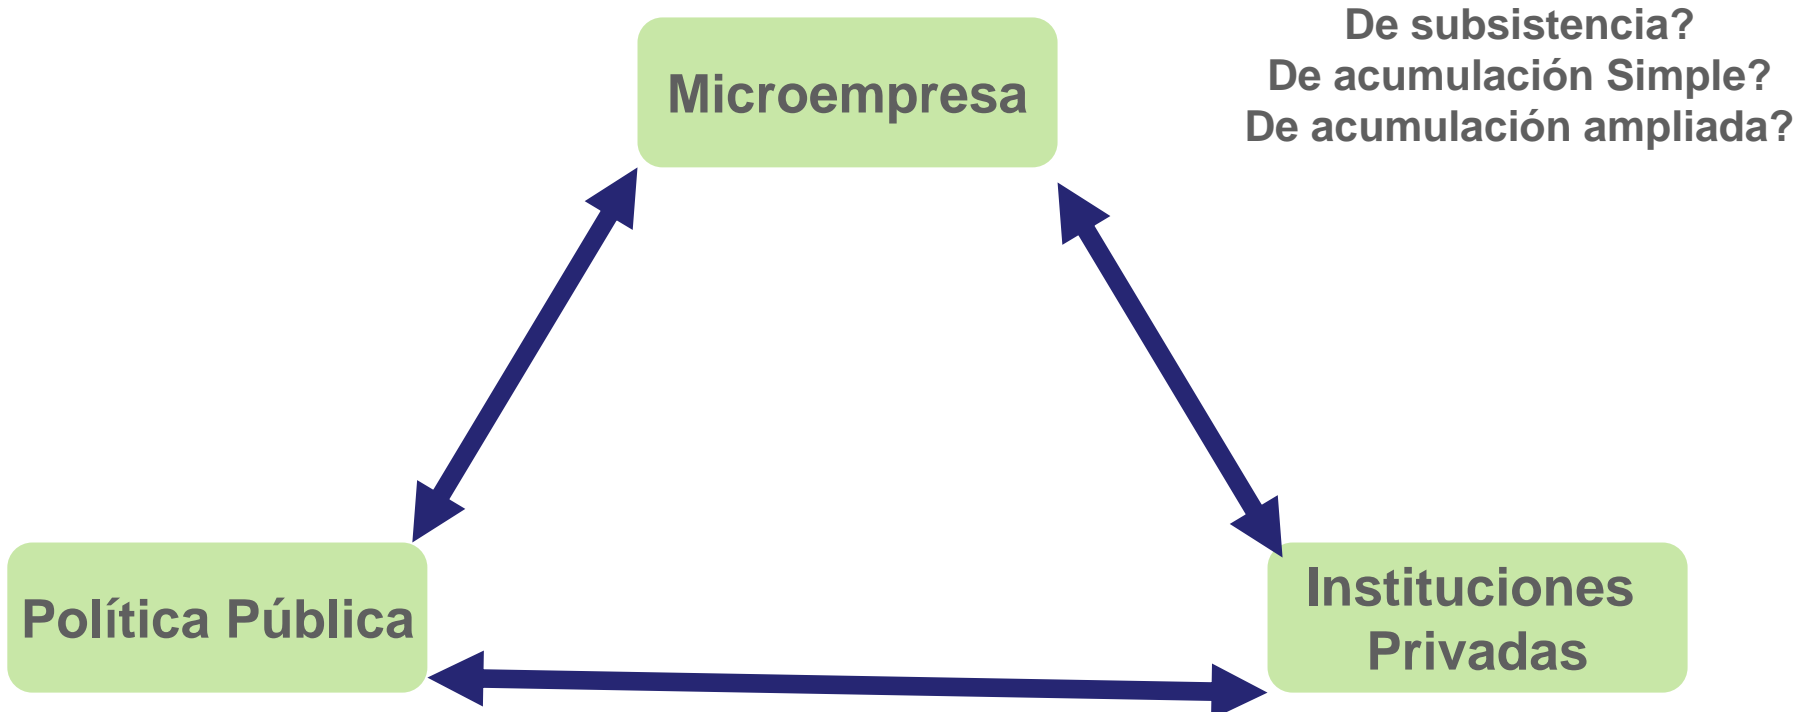 De subsistencia?
De acumulación Simple?
De acumulación ampliada?
Microempresa
Política Pública
Instituciones
Privadas